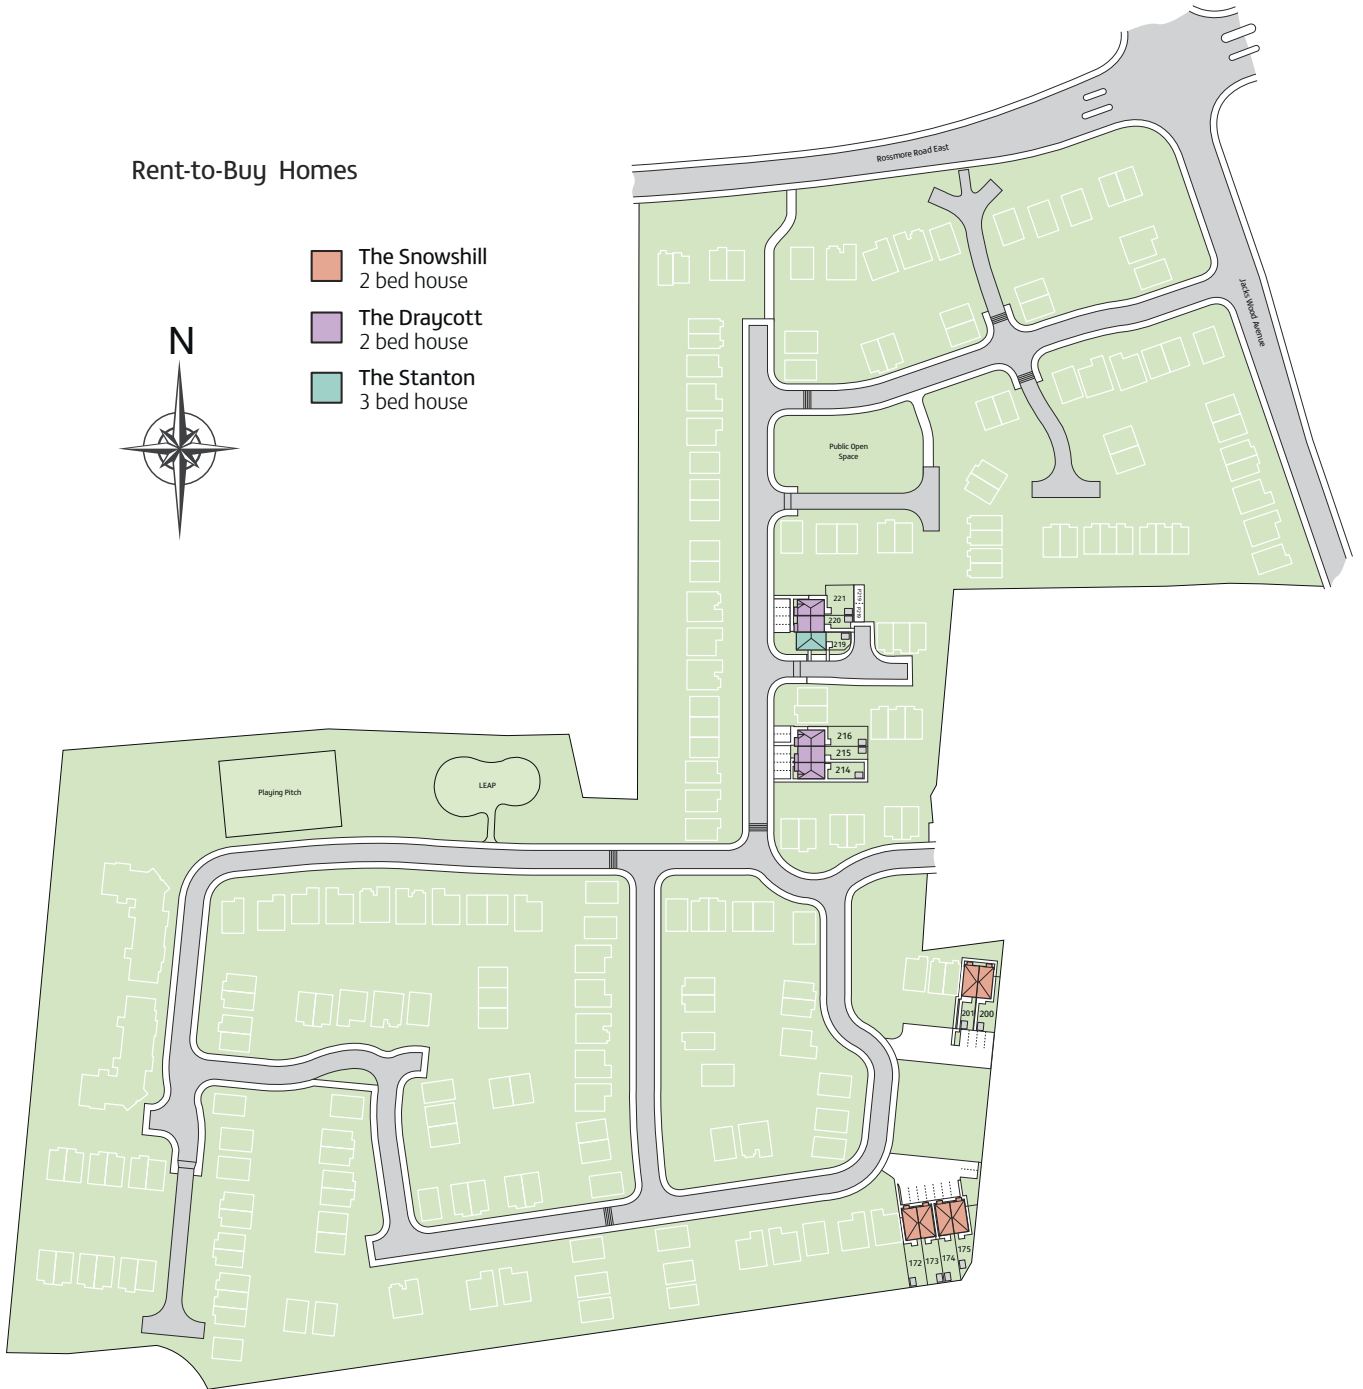 Rossmore Road East
Rent-to-Buy Homes
The Snowshill
2 bed house
The Draycott
2 bed house
The Stanton
3 bed house
N
Jacks Wood Avenue
Public Open
Space
221
220
219
P219
P219
216
215
214
Playing Pitch
LEAP
201
200
172
173
174
175